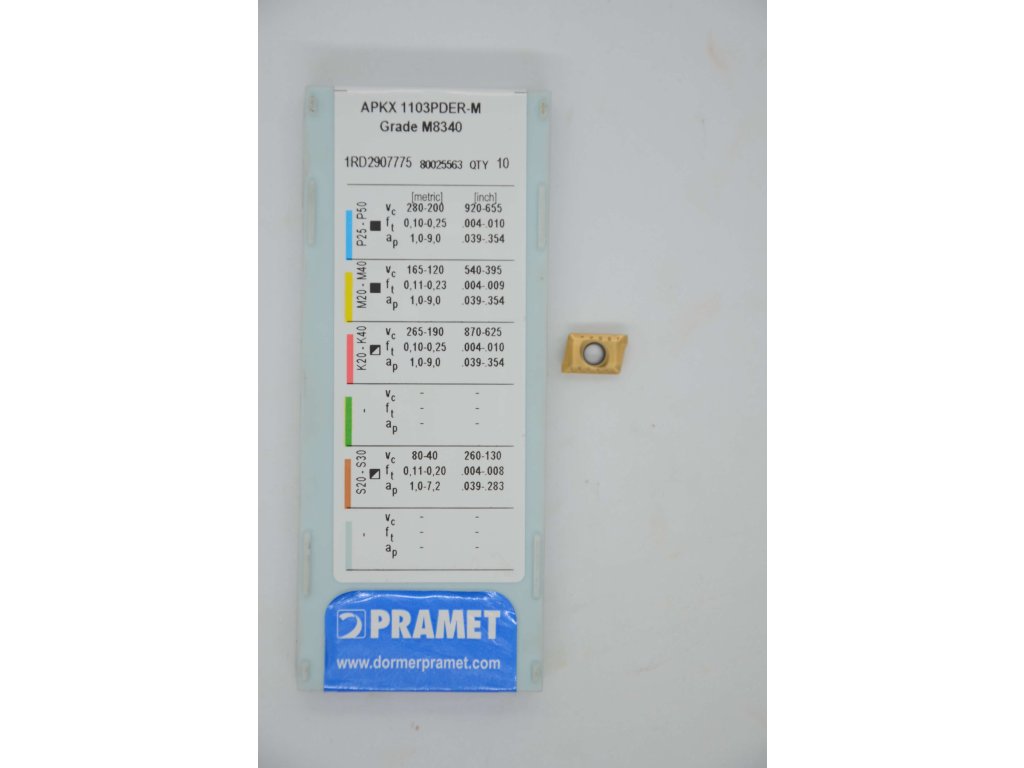 APKX 1103PDER-M
Grade M8340
1RD2907775 80025563 QTY 10
[metric] [inch]
P25 - P50
vc 280-200 920-655
ft 0,10-0,25 .004-.010
ap 1,0-9,0 .039-.354
M20 - M40
vc 165-120 540-395
ft 0,11-0,23 .004-.009
ap 1,0-9,0 .039-.354
K20 - K40
vc 265-190 870-625
ft 0,10-0,25 .004-.010
ap 1,0-9,0 .039-.354
vc - -
ft - -
ap - -
S20 - S30
vc 80-40 260-130
ft 0,11-0,20 .004-.008
ap 1,0-7,2 .039-.283
vc - -
ft - -
ap - -
PRAMET
www.dormerpramet.com